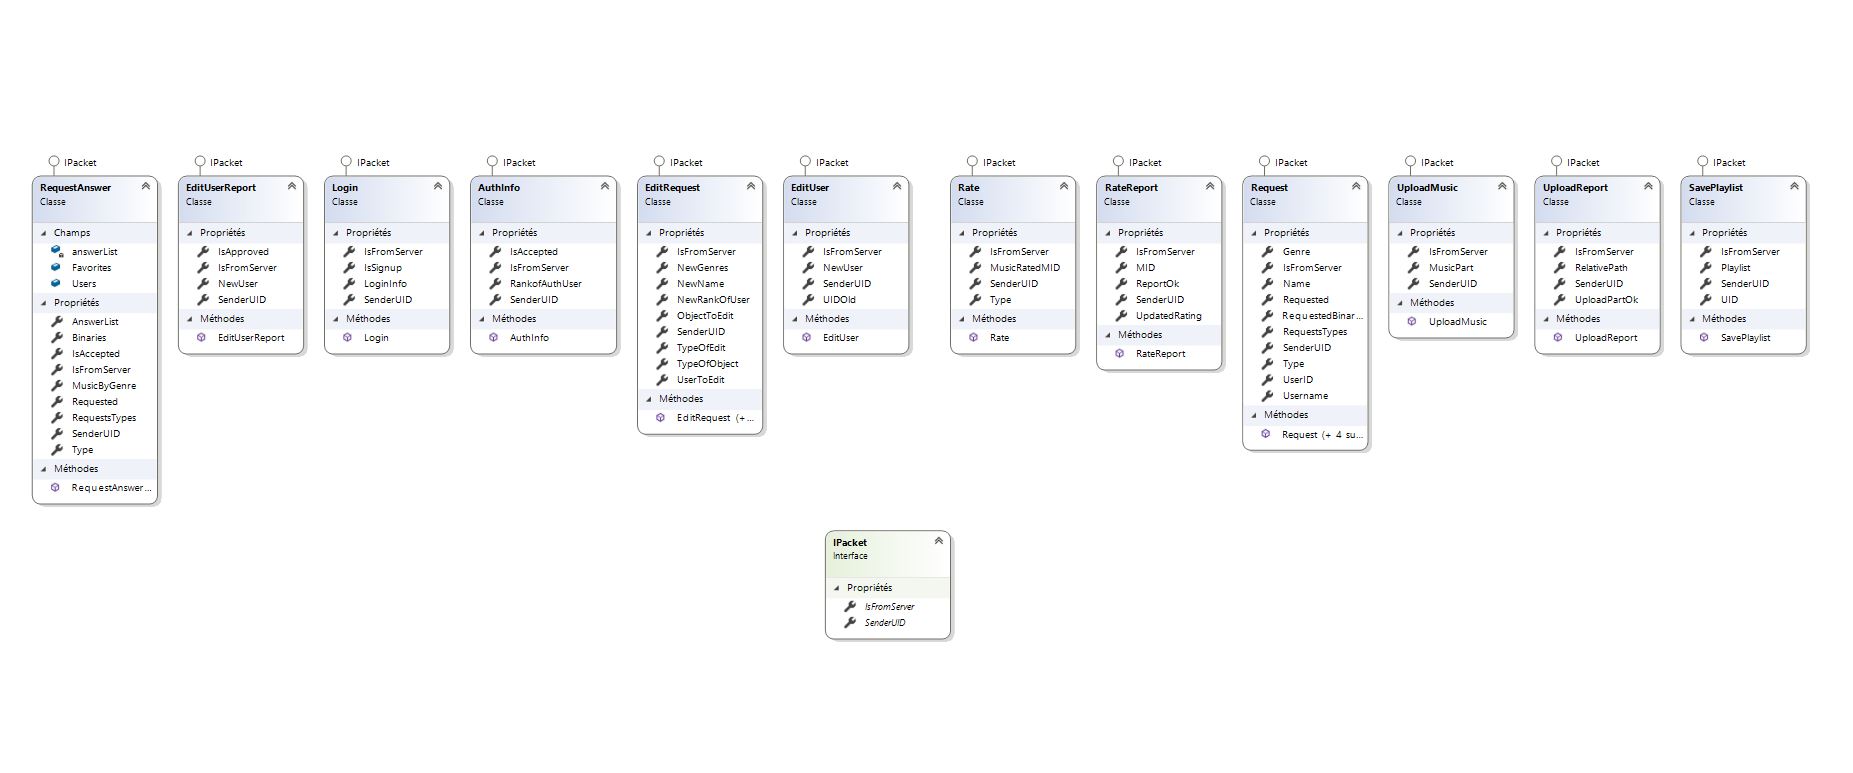 IPacket
RequestAnswer
Classe
Champs
answerList
Favorites
Users
Propriétés
AnswerList
Binaries
IsAccepted
IsFromServer
MusicByGenre
Requested
RequestsTypes
SenderUID
Type
Méthodes
RequestAnswer...
IPacket
EditUserReport
Classe
Propriétés
IsApproved
IsFromServer
NewUser
SenderUID
Méthodes
EditUserReport
IPacket
Login
Classe
Propriétés
IsFromServer
IsSignup
LoginInfo
SenderUID
Méthodes
Login
IPacket
AuthInfo
Classe
Propriétés
IsAccepted
IsFromServer
RankofAuthUser
SenderUID
Méthodes
AuthInfo
IPacket
EditRequest
Classe
Propriétés
IsFromServer
NewGenres
NewName
NewRankOfUser
ObjectToEdit
SenderUID
TypeOfEdit
TypeOfObject
UserToEdit
Méthodes
EditRequest (+ ...
IPacket
EditUser
Classe
Propriétés
IsFromServer
NewUser
SenderUID
UIDOld
Méthodes
EditUser
IPacket
Rate
Classe
Propriétés
IsFromServer
MusicRatedMID
SenderUID
Type
Méthodes
Rate
IPacket
RateReport
Classe
Propriétés
IsFromServer
MID
ReportOk
SenderUID
UpdatedRating
Méthodes
RateReport
IPacket
Request
Classe
Propriétés
Genre
IsFromServer
Name
Requested
RequestedBinar...
RequestsTypes
SenderUID
Type
UserID
Username
Méthodes
Request (+ 4 su...
IPacket
UploadMusic
Classe
Propriétés
IsFromServer
MusicPart
SenderUID
Méthodes
UploadMusic
IPacket
UploadReport
Classe
Propriétés
IsFromServer
RelativePath
SenderUID
UploadPartOk
Méthodes
UploadReport
IPacket
SavePlaylist
Classe
Propriétés
IsFromServer
Playlist
SenderUID
UID
Méthodes
SavePlaylist
IPacket
Interface
Propriétés
IsFromServer
SenderUID